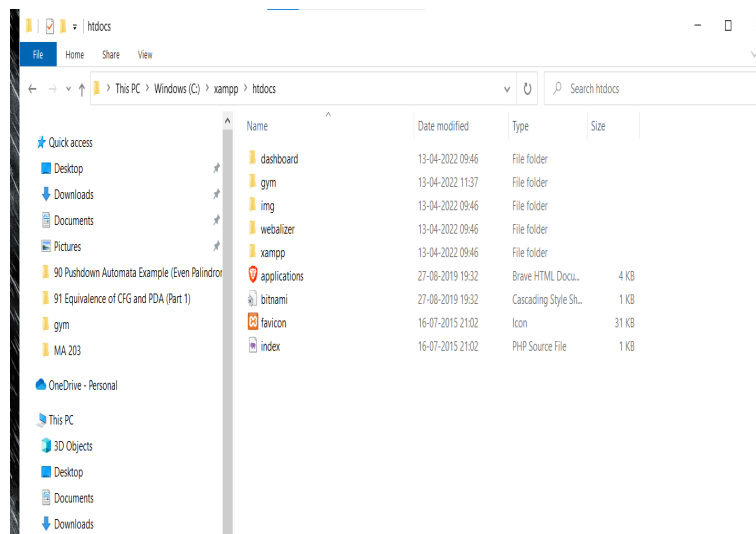 htdocs
File Home Share View
This PC > Windows (C:) > xampp > htdocs
Search htdocs
Name Date modified Type Size
Quick access
Desktop
Downloads
Documents
Pictures
90 Pushdown Automata Example (Even Palindror
91 Equivalence of CFG and PDA (Part 1)
gym
MA 203
OneDrive - Personal
This PC
3D Objects
Desktop
Documents
Downloads
dashboard 13-04-2022 09:46 File folder
gym 13-04-2022 11:37 File folder
img 13-04-2022 09:46 File folder
webalizer 13-04-2022 09:46 File folder
xampp 13-04-2022 09:46 File folder
applications 27-08-2019 19:32 Brave HTML Docu... 4 KB
bitnami 27-08-2019 19:32 Cascading Style Sh... 1 KB
favicon 16-07-2015 21:02 Icon 31 KB
index 16-07-2015 21:02 PHP Source File 1 KB